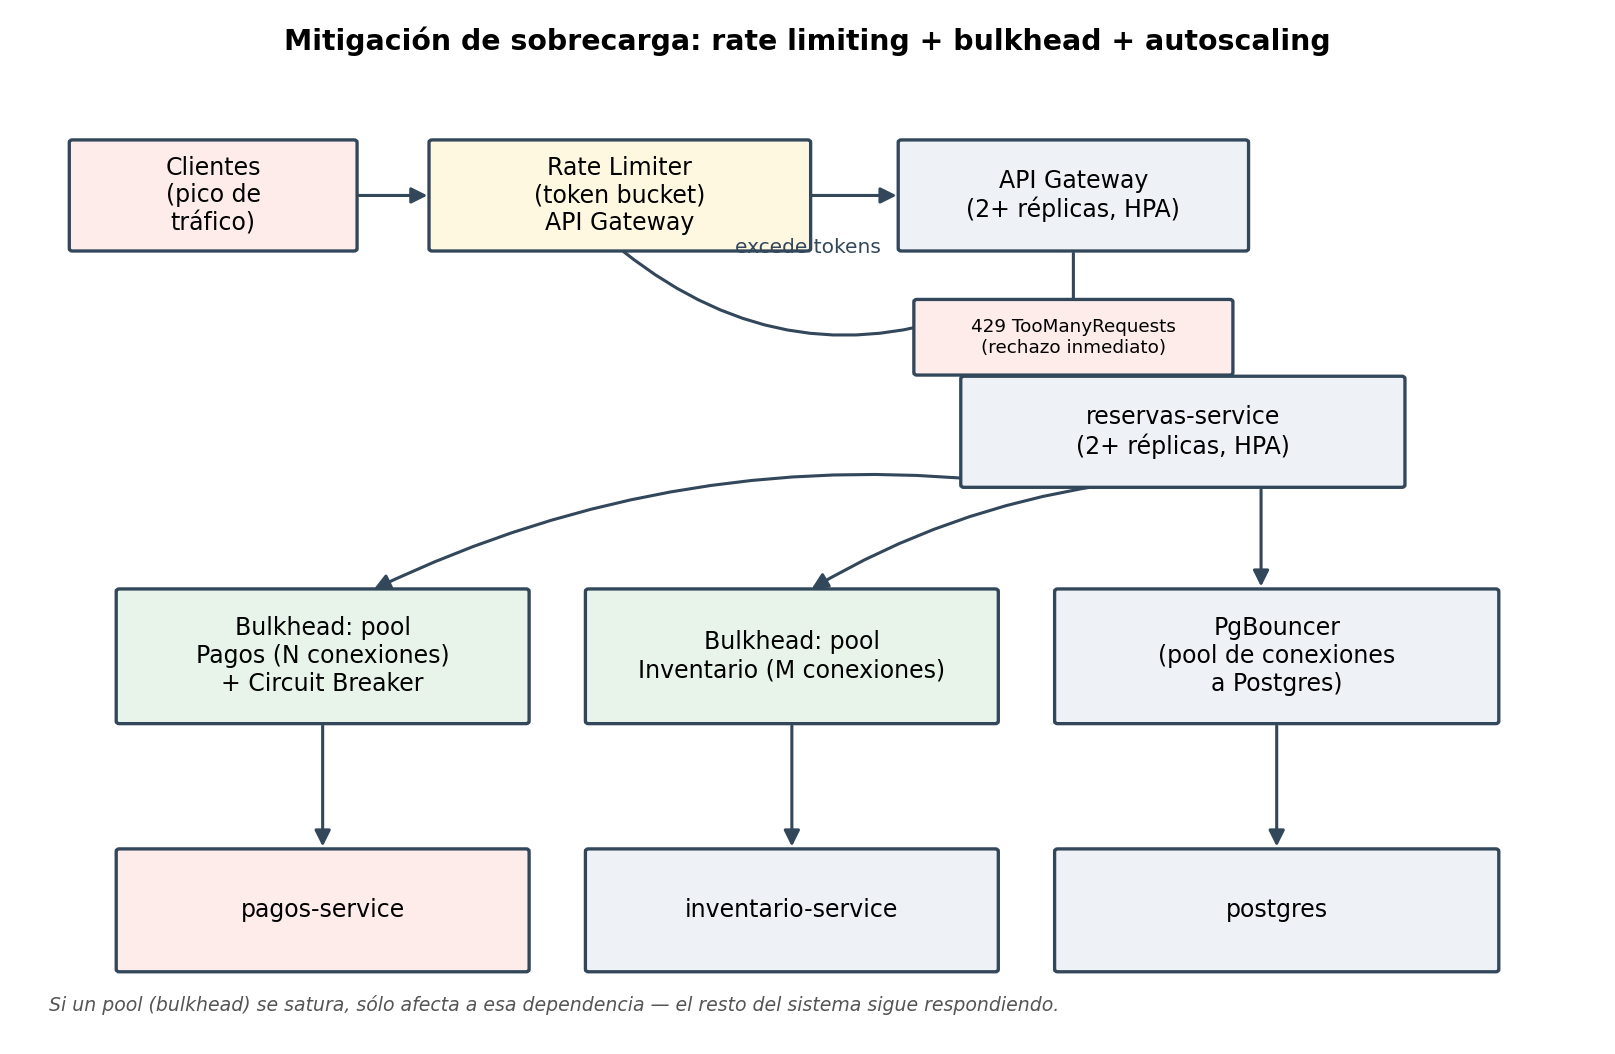 Mitigación de sobrecarga: rate limiting + bulkhead + autoscaling
Clientes
(pico de
tráfico)
Rate Limiter
(token bucket)
API Gateway
API Gateway
(2+ réplicas, HPA)
excede tokens
429 TooManyRequests
(rechazo inmediato)
reservas-service
(2+ réplicas, HPA)
Bulkhead: pool
Pagos (N conexiones)
+ Circuit Breaker
Bulkhead: pool
Inventario (M conexiones)
PgBouncer
(pool de conexiones
a Postgres)
pagos-service
inventario-service
postgres
Si un pool (bulkhead) se satura, sólo afecta a esa dependencia — el resto del sistema sigue respondiendo.